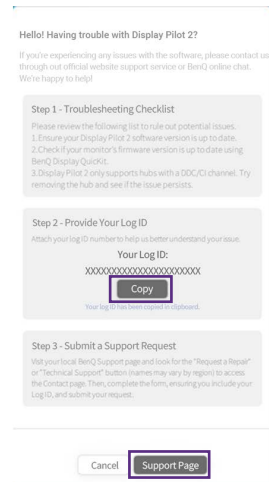 Hello! Having trouble with Display Pilot 2?
If you're experiencing any issues with the software, please contact us
through out official website support service or BenQ online chat.
We're happy to help!
Step 1 - Troublesheeting Checklist
Please review the following list to rule out potential issues.
1. Ensure your Display Pilot 2 software version is up to date.
2. Check if your monitor's firmware version is up to date using
BenQ Display QuicKit.
3. Display Pilot 2 only supports hubs with a DDC/CI channel. Try
removing the hub and see if the issue persists.
Step 2 - Provide Your Log ID
Attach your log ID number to help us better understand your issue.
Your Log ID:
XXXXXXXXXXXXXXXXXXXXXX
Copy
Your log ID has been copied in clipboard.
Step 3 - Submit a Support Request
Visit your local BenQ Support page and look for the "Request a Repair"
or "Technical Support" button (names may vary by region) to access
the Contact page. Then, complete the form, ensuring you include your
Log ID, and submit your request.
Cancel
Support Page